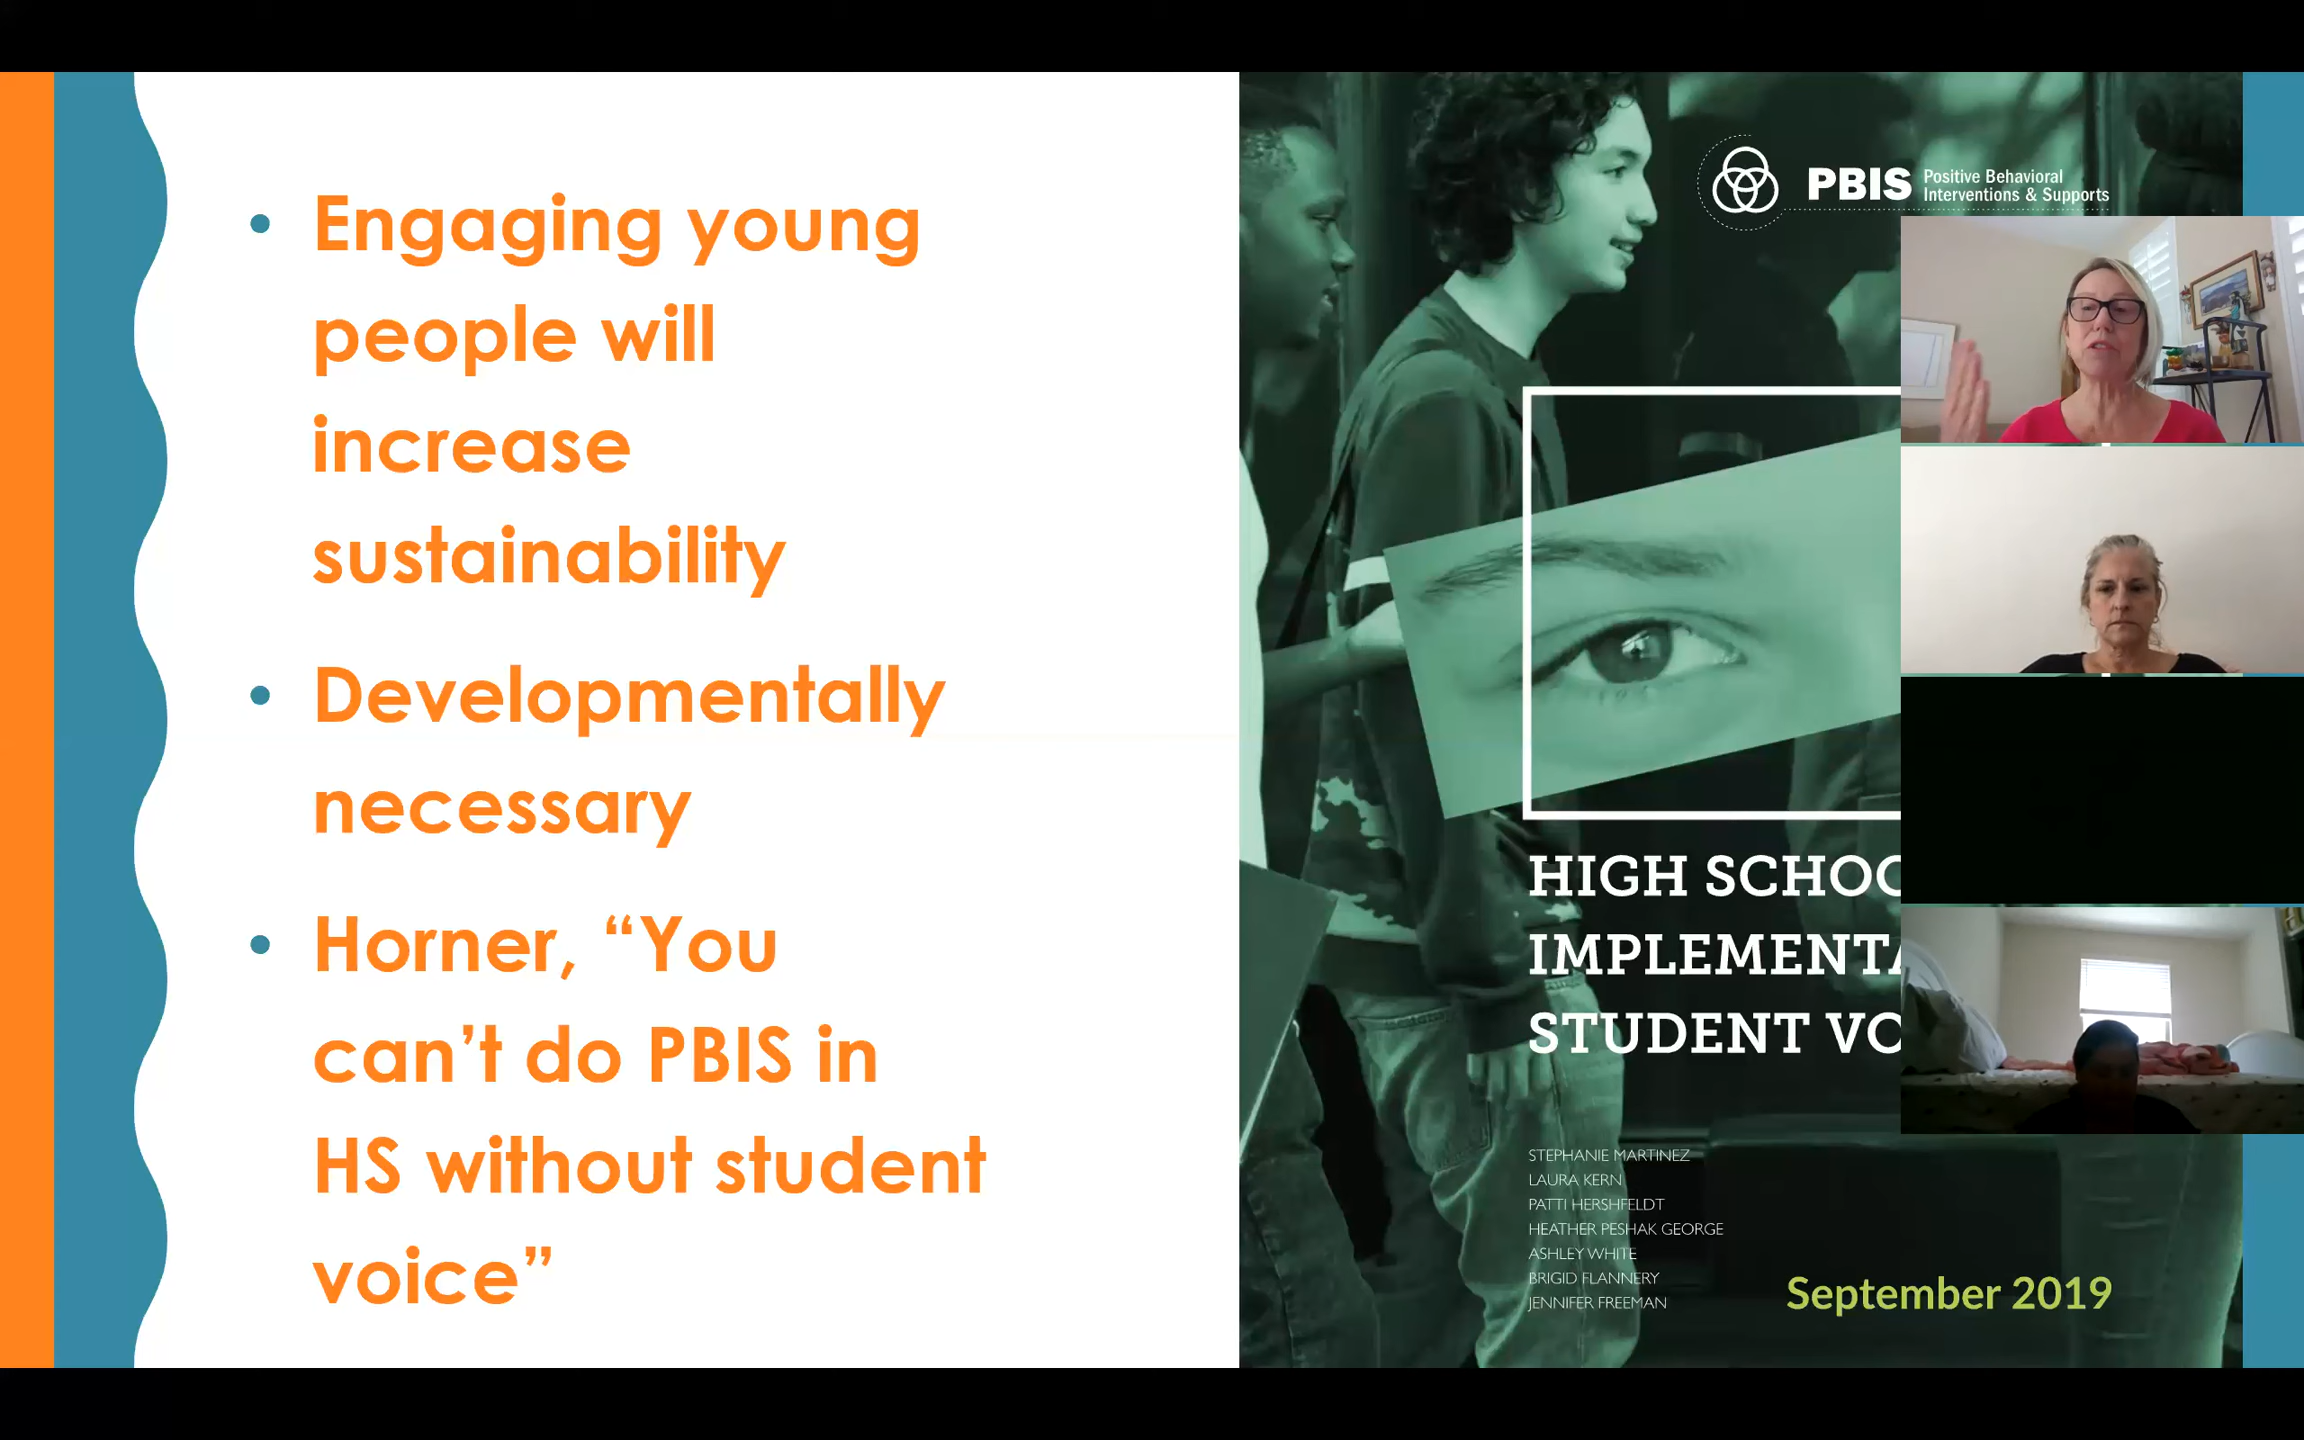 • Engaging young
people will
increase
sustainability
• Developmentally
necessary
• Horner, “You
can’t do PBIS in
HS without student
voice”
PBIS Positive Behavioral
Interventions & Supports
HIGH SCHOO
IMPLEMENTA
STUDENT VO
STEPHANIE MARTINEZ
LAURA KERN
PATTI HERSHFELDT
HEATHER PESHAK GEORGE
ASHLEY WHITE
BRIGID FLANNERY
JENNIFER FREEMAN
September 2019